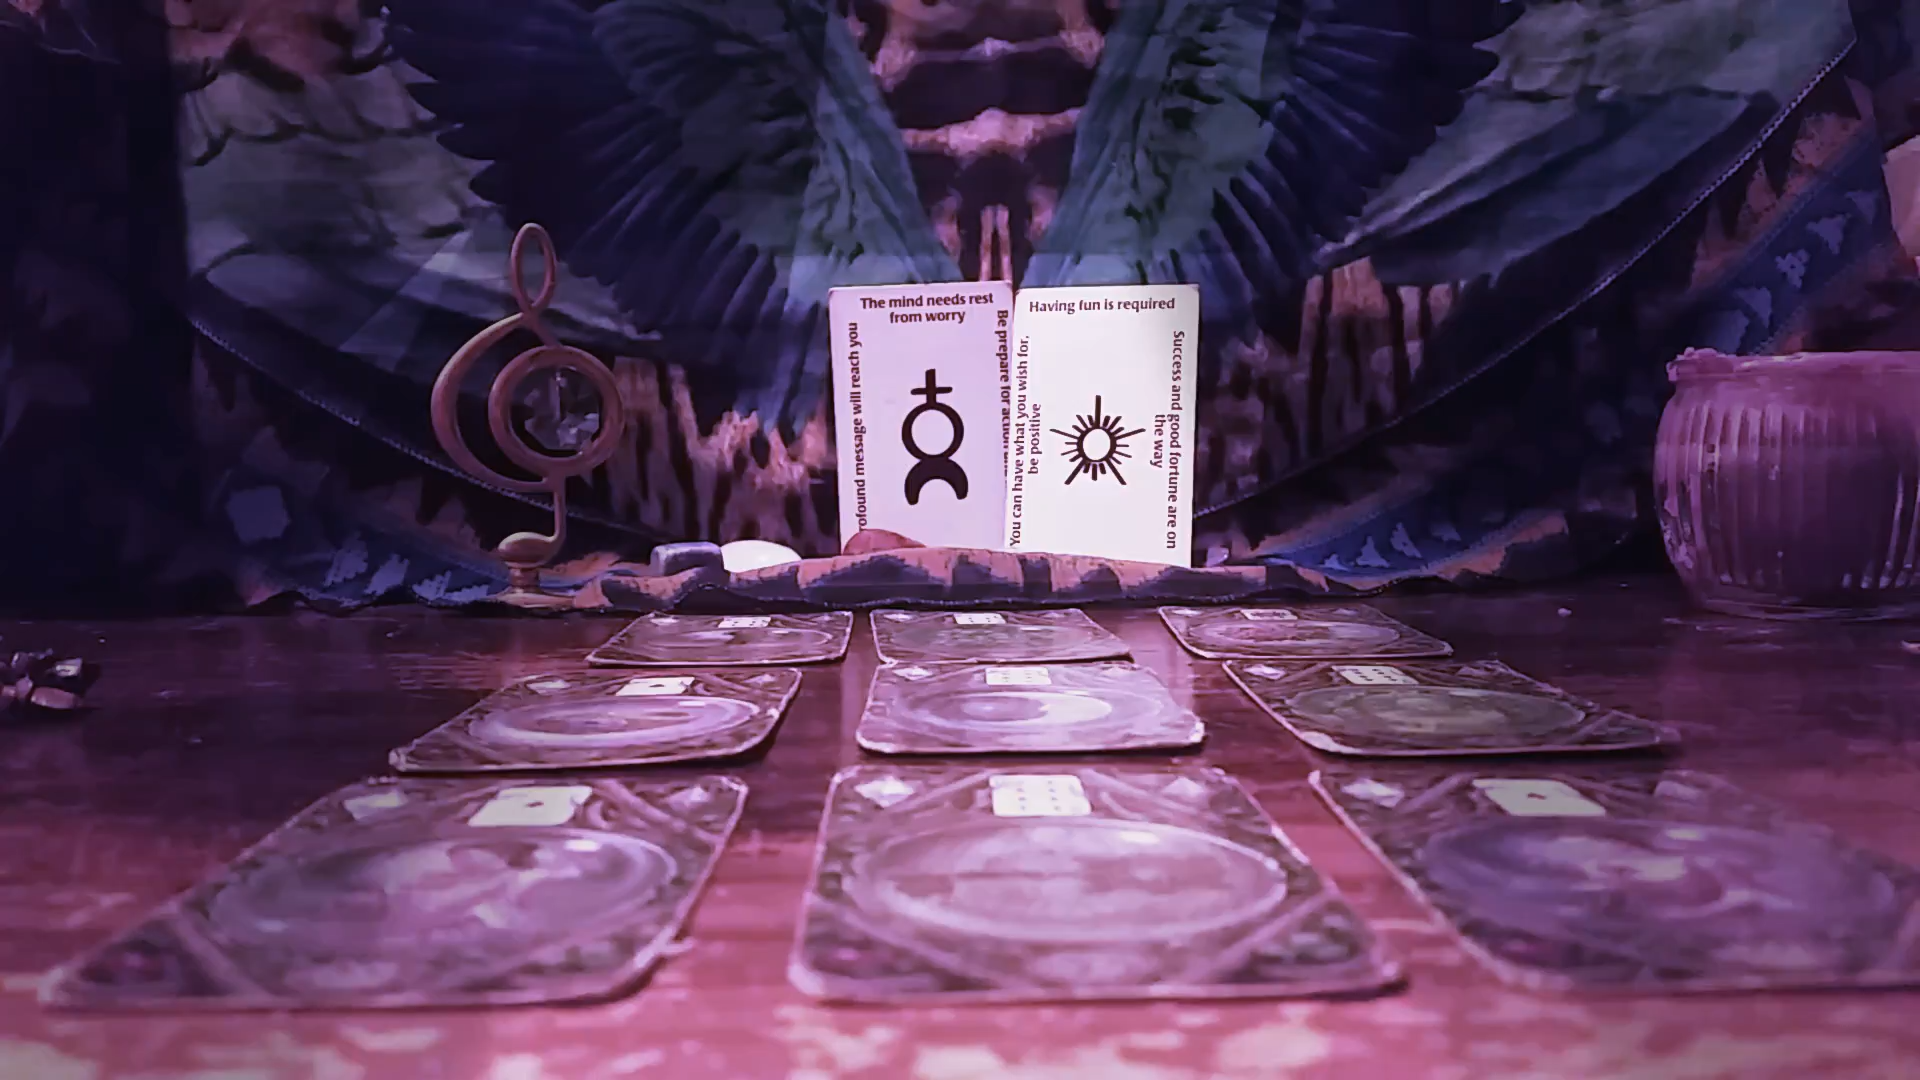 The mind needs rest
from worry
rofound message will reach you
Be prepare for action
Having fun is required
You can have what you wish for,
be positive
Success and good fortune are on
the way